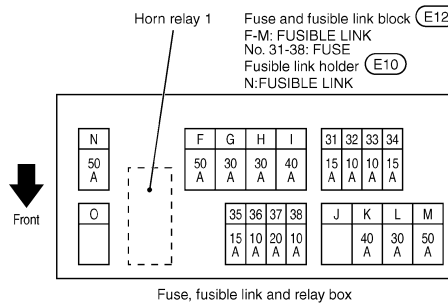 Horn relay 1
Fuse and fusible link block E12
F-M: FUSIBLE LINK
No. 31-38: FUSE
Fusible link holder E10
N:FUSIBLE LINK
N F G H I 31 32 33 34
50 A 50 A 30 A 30 A 40 A 15 A 10 A 10 A 15 A
Front
O 35 36 37 38 J K L M
15 A 10 A 20 A 10 A 40 A 30 A 50 A
Fuse, fusible link and relay box